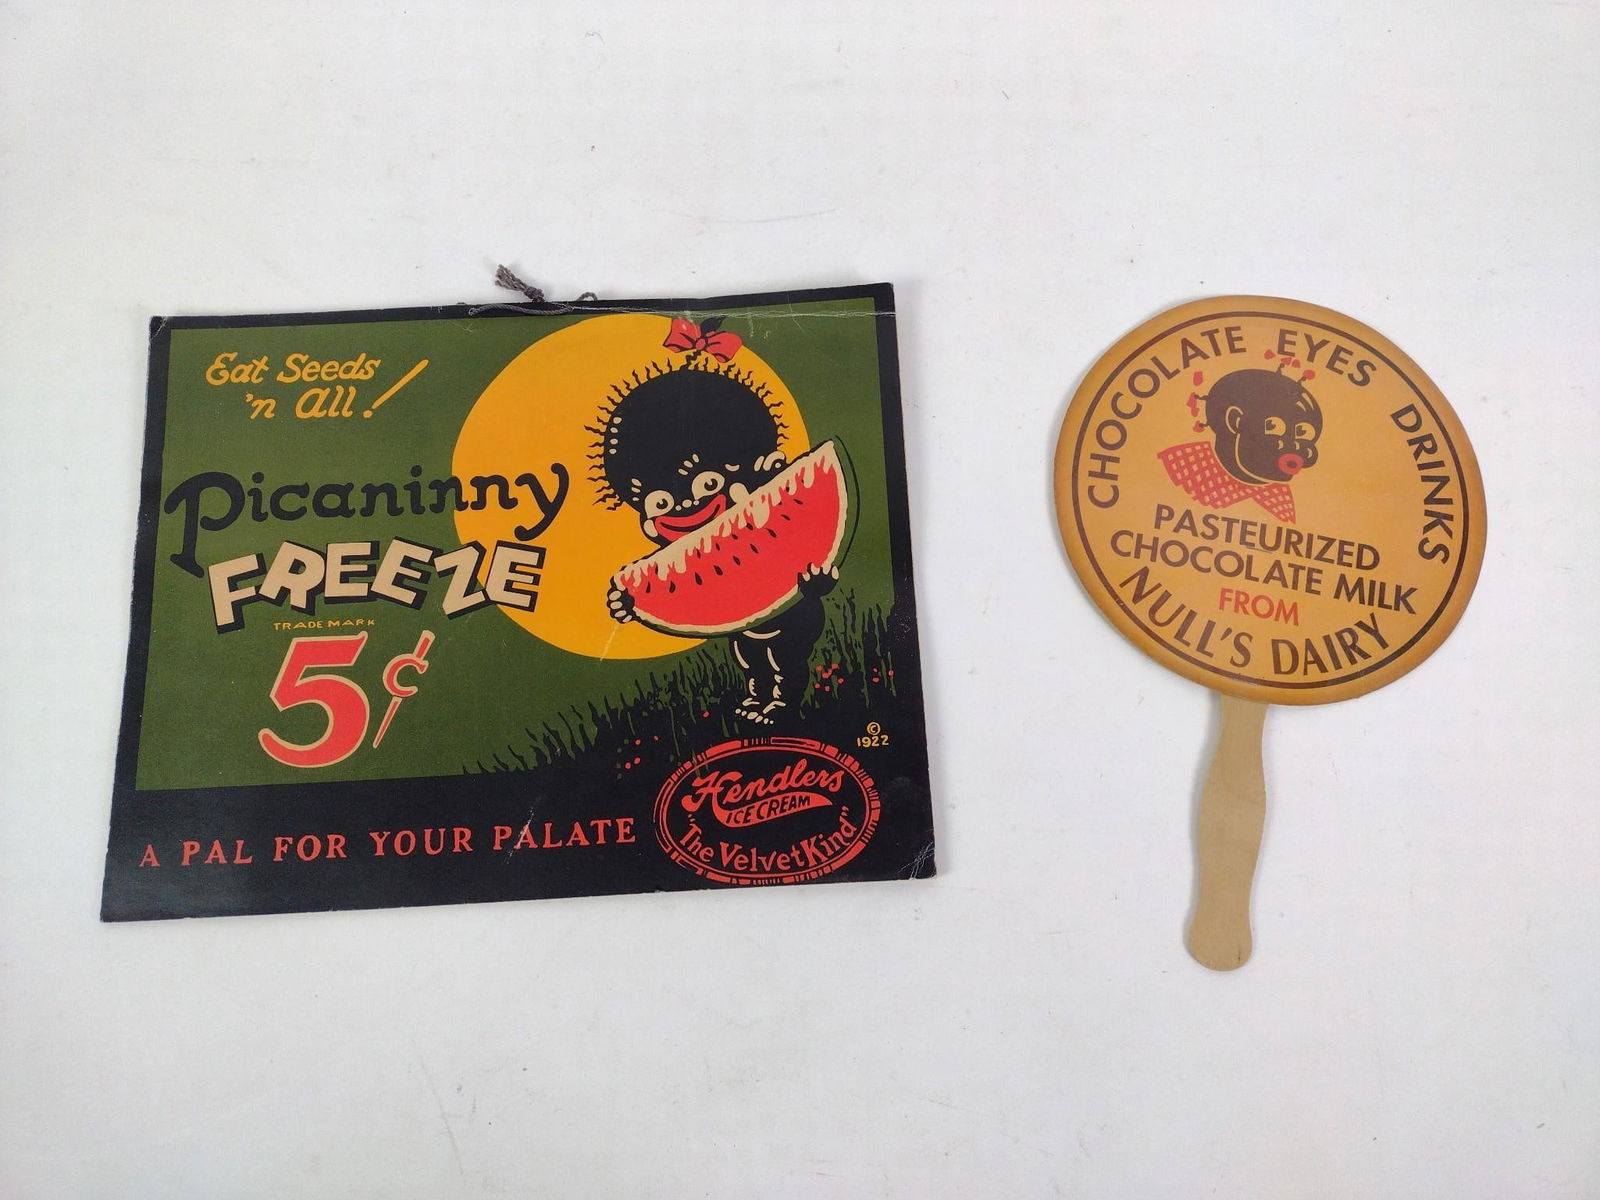 Eat Seeds
'n all!
Picaninny
FREEZE
TRADE MARK
5¢
© 1922
A PAL FOR YOUR PALATE
Hendlers
ICE CREAM
"The Velvet Kind"
CHOCOLATE EYES DRINKS
PASTEURIZED
CHOCOLATE MILK
FROM
NULL'S DAIRY